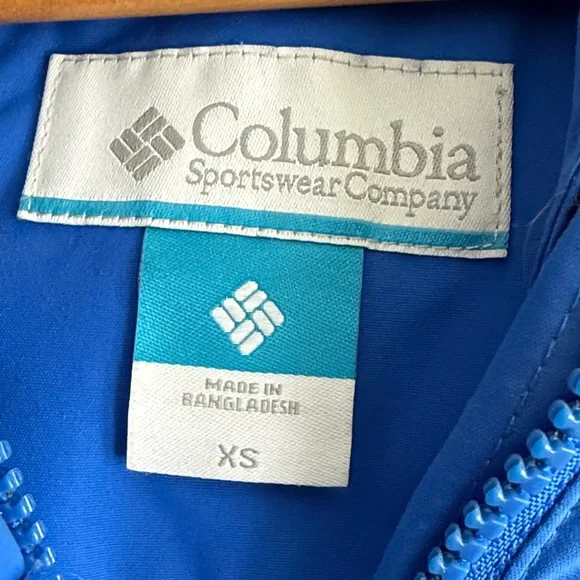 Columbia
Sportswear Company
MADE IN
BANGLADESH
XS